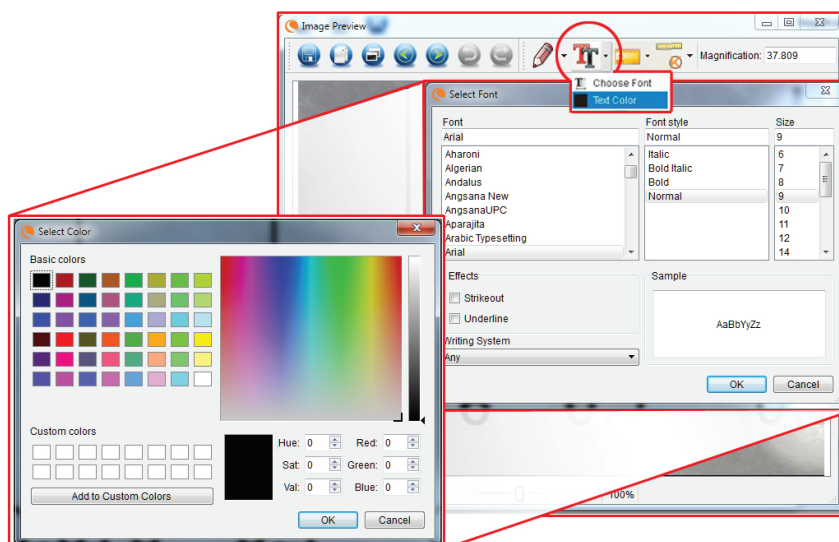 Image Preview
Magnification: 37.809
Choose Font
Text Color
Select Font
Font Font style Size
Arial Normal 9
Aharoni Italic 6
Algerian Bold Italic 7
Andalus Bold 8
Angsana New Normal 9
AngsanaUPC 10
Aparajita 11
Arabic Typesetting 12
Arial 14
Effects Sample
Strikeout
Underline
AaBbYyZz
Writing System
Any
OK Cancel
100%
Select Color
Basic colors
Custom colors
Hue: 0 Red: 0
Sat: 0 Green: 0
Val: 0 Blue: 0
Add to Custom Colors
OK Cancel